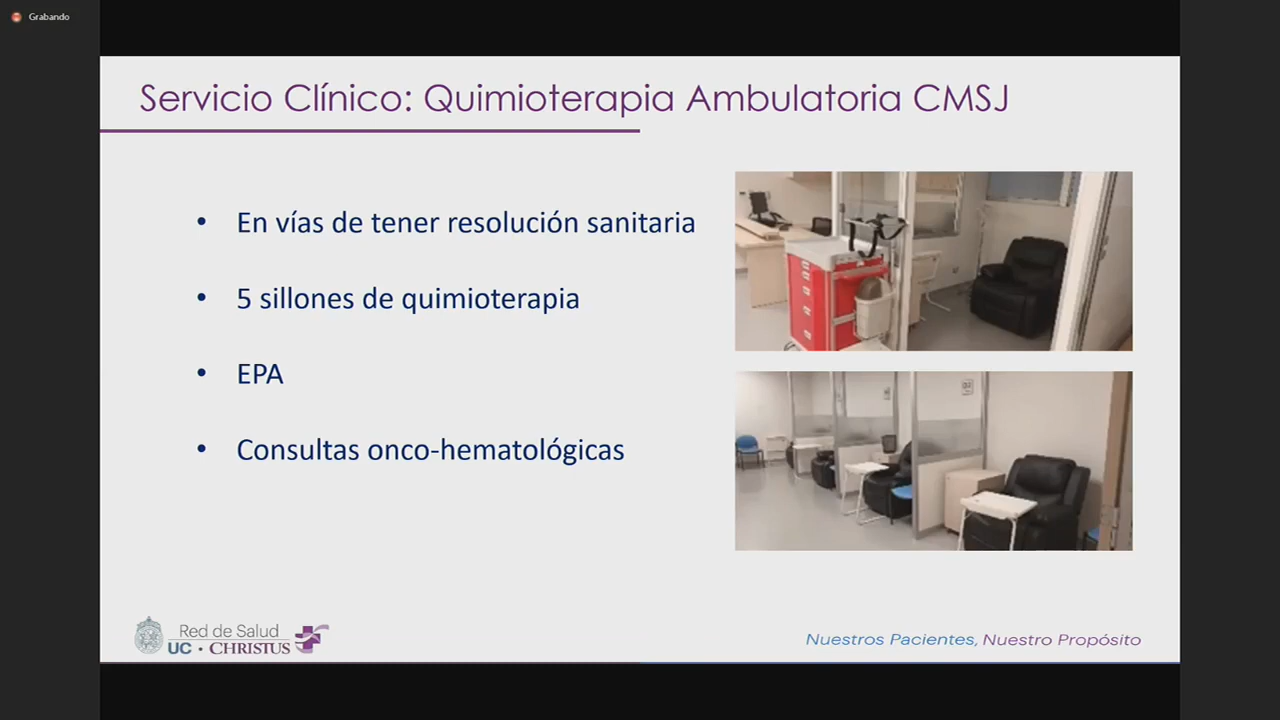 Grabando
Servicio Clínico: Quimioterapia Ambulatoria CMSJ
• En vías de tener resolución sanitaria
• 5 sillones de quimioterapia
• EPA
• Consultas onco-hematológicas
Red de Salud
UC • CHRISTUS
Nuestros Pacientes, Nuestro Propósito